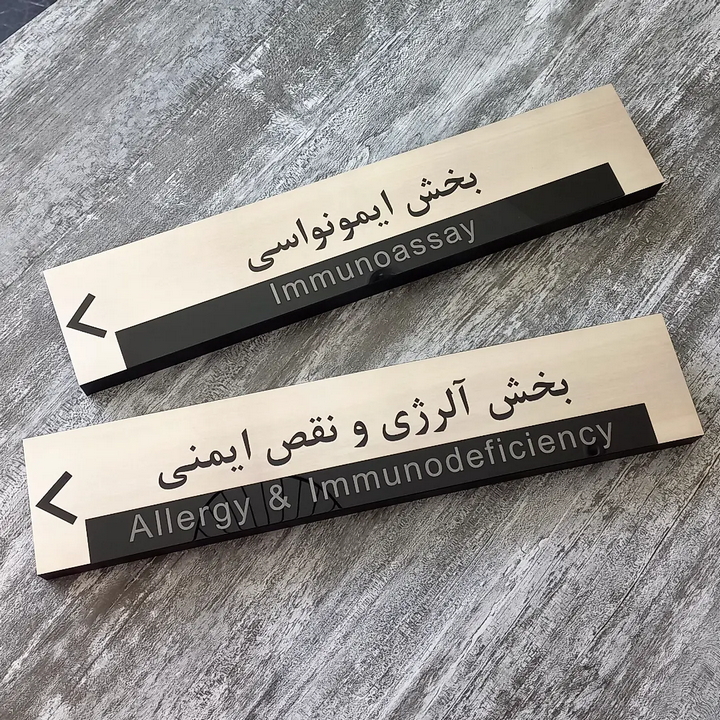 بخش ایمونواسی
Immunoassay
بخش آلرژی و نقص ایمنی
Allergy & Immunodeficiency